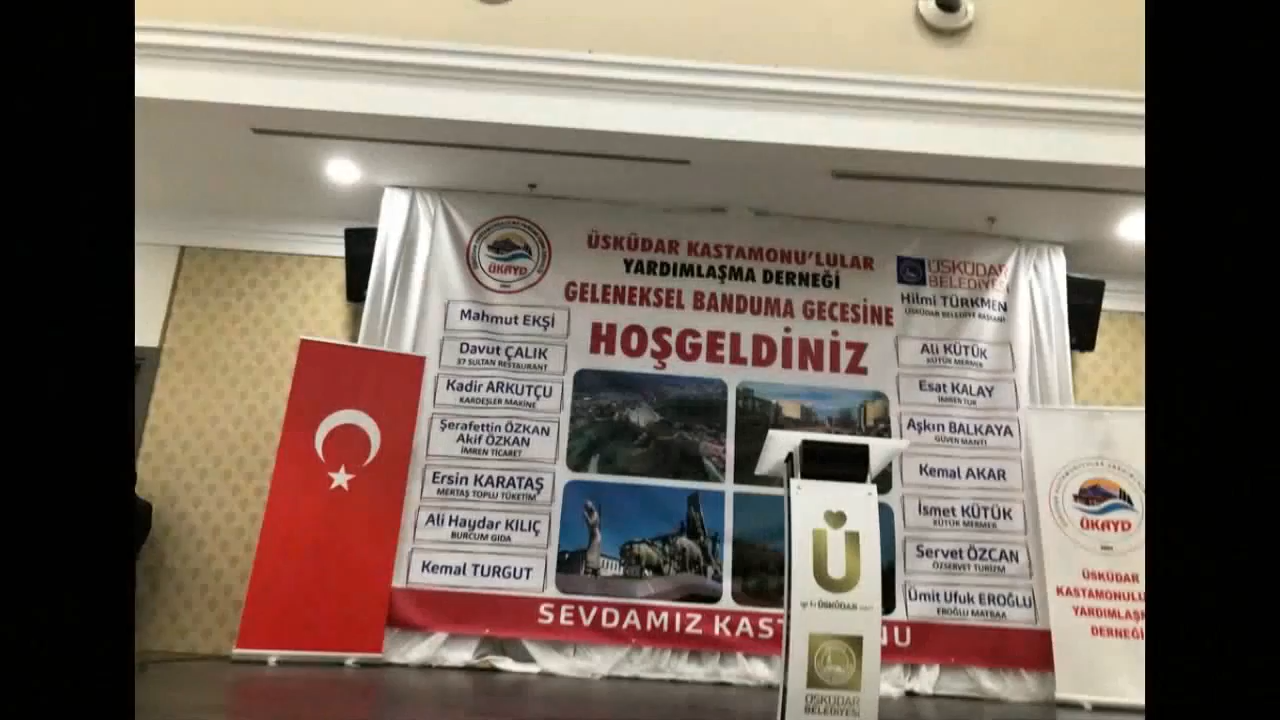 ÜSKÜDAR KASTAMONU'LULAR
YARDIMLAŞMA DERNEĞİ
GELENEKSEL BANDUMA GECESİNE
HOŞGELDİNİZ
ÜKAYD
Mahmut EKŞİ
Davut ÇALIK
37 SULTAN RESTAURANT
Kadir ARKUTÇU
KARDEŞLER MAKİNE
Şerafettin ÖZKAN
Akif ÖZKAN
İMREN TİCARET
Ersin KARATAŞ
MERTAŞ TOPLU TÜKETİM
Ali Haydar KILIÇ
BURCUM GIDA
Kemal TURGUT
ÜSKÜDAR
BELEDİYESİ
Hilmi TÜRKMEN
ÜSKÜDAR BELEDİYE BAŞKANI
Ali KÜTÜK
KÜTÜK MERMER
Esat KALAY
İMREN TUR
Aşkın BALKAYA
GÜVEN MANTI
Kemal AKAR
İsmet KÜTÜK
KÜTÜK MERMER
Servet ÖZCAN
ÖZSERVET TURİZM
Ümit Ufuk EROĞLU
EROĞLU MATBAA
SEVDAMIZ KAST NU
Ü
ÜSKÜDAR
BELEDİYESİ
ÜKAYD
ÜSKÜDAR
KASTAMONULU
YARDIMLAŞM
DERNEĞİ